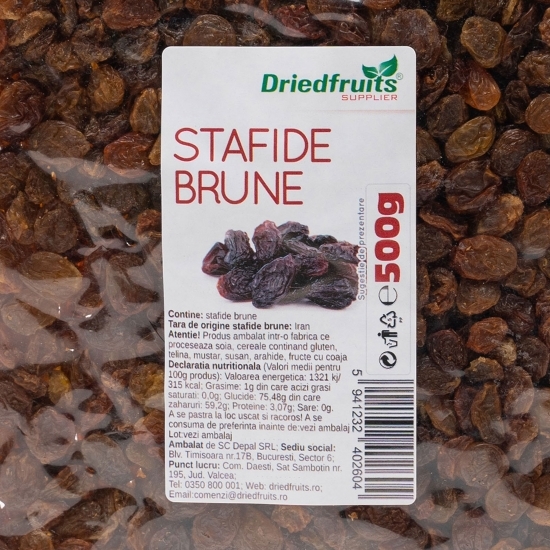 Driedfruits®
SUPPLIER
STAFIDE
BRUNE
Sugestie de prezentare
500g
Contine: stafide brune
Tara de origine stafide brune: Iran
Atentie! Produs ambalat intr-o fabrica ce
proceseaza soia, cereale continand gluten,
telina, mustar, susan, arahide, fructe cu coaja
Declaratia nutritionala (Valori medii pentru
100g produs): Valoarea energetica: 1321 kj/
315 kcal; Grasime: 1g din care acizi grasi
saturati: 0,0g; Glucide: 75,48g din care
zaharuri: 59,2g; Proteine: 3,07g; Sare: 0g.
A se pastra la loc uscat si racoros! A se
consuma de preferinta inainte de:vezi ambalaj
Lot:vezi ambalaj
Ambalat de SC Depal SRL; Sediu social:
Blv. Timisoara nr.17B, Bucuresti, Sector 6;
Punct lucru: Com. Daesti, Sat Sambotin nr.
195, Jud. Valcea;
Tel: 0350 800 001; Web: driedfruits.ro;
Email:comenzi@driedfruits.ro
5 941232 402604